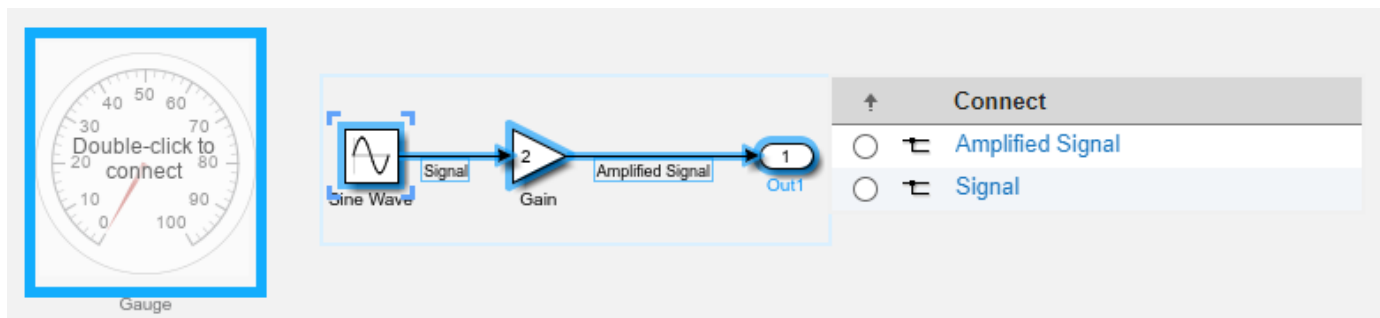 50
40
60
30
70
Double-click to
20
80
connect
10
90
0
100
Gauge
Signal
2
Amplified Signal
1
Out1
Sine Wave
Gain
Connect
Amplified Signal
Signal